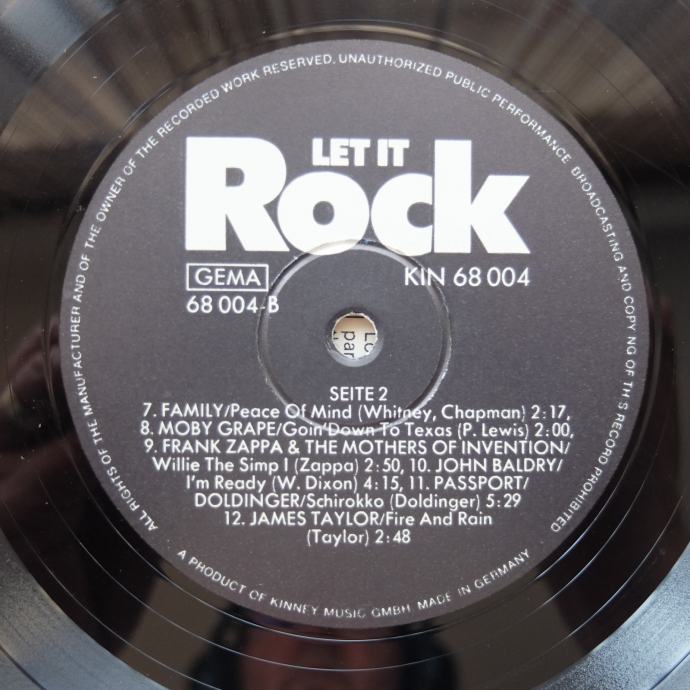 ALL RIGHTS OF THE MANUFACTURER AND OF THE OWNER OF THE RECORDED WORK RESERVED. UNAUTHORIZED PUBLIC PERFORMANCE BROADCASTING AND COPY NG OF TH S RECORD PROHIBITED
LET IT
Rock
GEMA KIN 68 004
68 004-B
Lo
par
SEITE 2
7. FAMILY/Peace Of Mind (Whitney, Chapman) 2:17,
8. MOBY GRAPE/Goin'Down To Texas (P. Lewis) 2:00,
9. FRANK ZAPPA & THE MOTHERS OF INVENTION/
Willie The Simp I (Zappa) 2:50, 10. JOHN BALDRY/
I'm Ready (W. Dixon) 4:15, 11. PASSPORT/
DOLDINGER/Schirokko (Doldinger) 5:29
12. JAMES TAYLOR/Fire And Rain
(Taylor) 2:48
A PRODUCT OF KINNEY MUSIC GMBH. MADE IN GERMANY